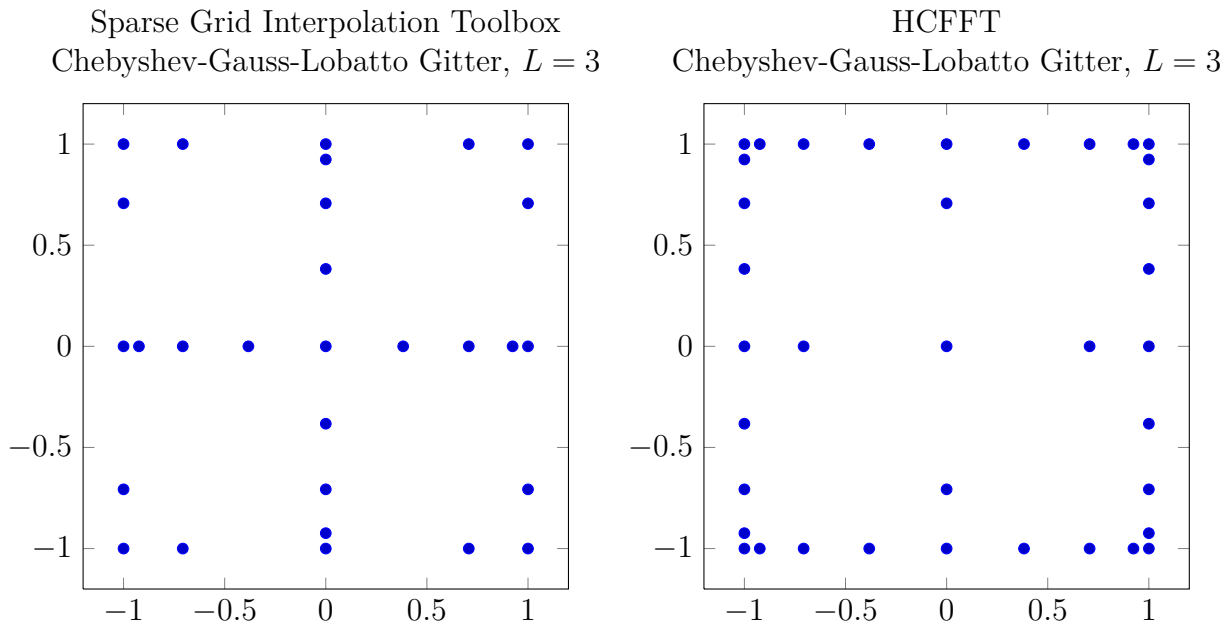 Sparse Grid Interpolation Toolbox
Chebyshev-Gauss-Lobatto Gitter, L = 3
1
0.5
0
−0.5
−1
−1 −0.5 0 0.5 1
HCFFT
Chebyshev-Gauss-Lobatto Gitter, L = 3
1
0.5
0
−0.5
−1
−1 −0.5 0 0.5 1